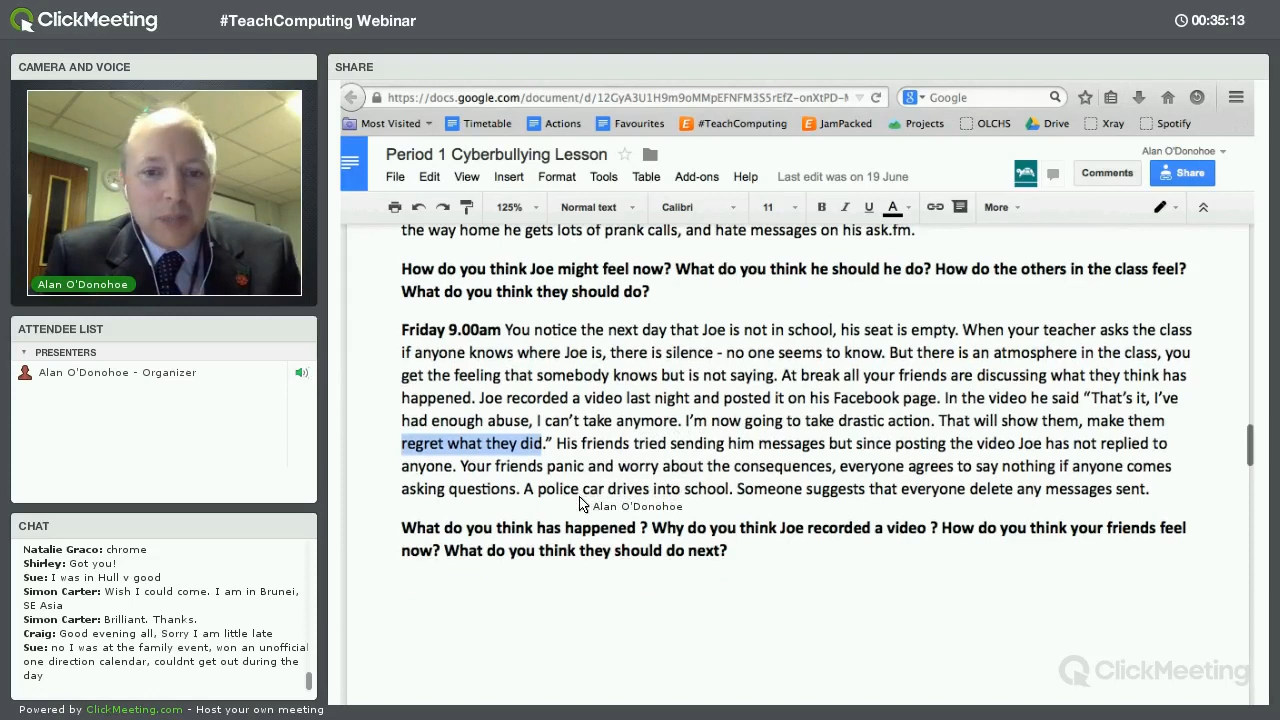 ClickMeeting
#TeachComputing Webinar
00:35:13
CAMERA AND VOICE
Alan O'Donohoe
ATTENDEE LIST
PRESENTERS
Alan O'Donohoe - Organizer
CHAT
Natalie Graco: chrome
Shirley: Got you!
Sue: I was in Hull v good
Simon Carter: Wish I could come. I am in Brunei,
SE Asia
Simon Carter: Brilliant. Thanks.
Craig: Good evening all, Sorry I am little late
Sue: no I was at the family event, won an unofficial
one direction calendar, couldnt get out during the
day
Powered by ClickMeeting.com - Host your own meeting
SHARE
https://docs.google.com/document/d/12GyA3U1H9m9oMMpEFNFM3S5rEfZ-onXtPD-M
Google
Most Visited Timetable Actions Favourites #TeachComputing JamPacked Projects OLCHS Drive Xray Spotify
Period 1 Cyberbullying Lesson
Alan O'Donohoe
File Edit View Insert Format Tools Table Add-ons Help Last edit was on 19 June
Comments
Share
125% Normal text Calibri 11 B I U A More
the way home he gets lots of prank calls, and hate messages on his ask.fm.
How do you think Joe might feel now? What do you think he should he do? How do the others in the class feel?
What do you think they should do?
Friday 9.00am You notice the next day that Joe is not in school, his seat is empty. When your teacher asks the class
if anyone knows where Joe is, there is silence - no one seems to know. But there is an atmosphere in the class, you
get the feeling that somebody knows but is not saying. At break all your friends are discussing what they think has
happened. Joe recorded a video last night and posted it on his Facebook page. In the video he said “That’s it, I’ve
had enough abuse, I can’t take anymore. I’m now going to take drastic action. That will show them, make them
regret what they did.” His friends tried sending him messages but since posting the video Joe has not replied to
anyone. Your friends panic and worry about the consequences, everyone agrees to say nothing if anyone comes
asking questions. A police car drives into school. Someone suggests that everyone delete any messages sent.
Alan O'Donohoe
What do you think has happened ? Why do you think Joe recorded a video ? How do you think your friends feel
now? What do you think they should do next?
ClickMeeting